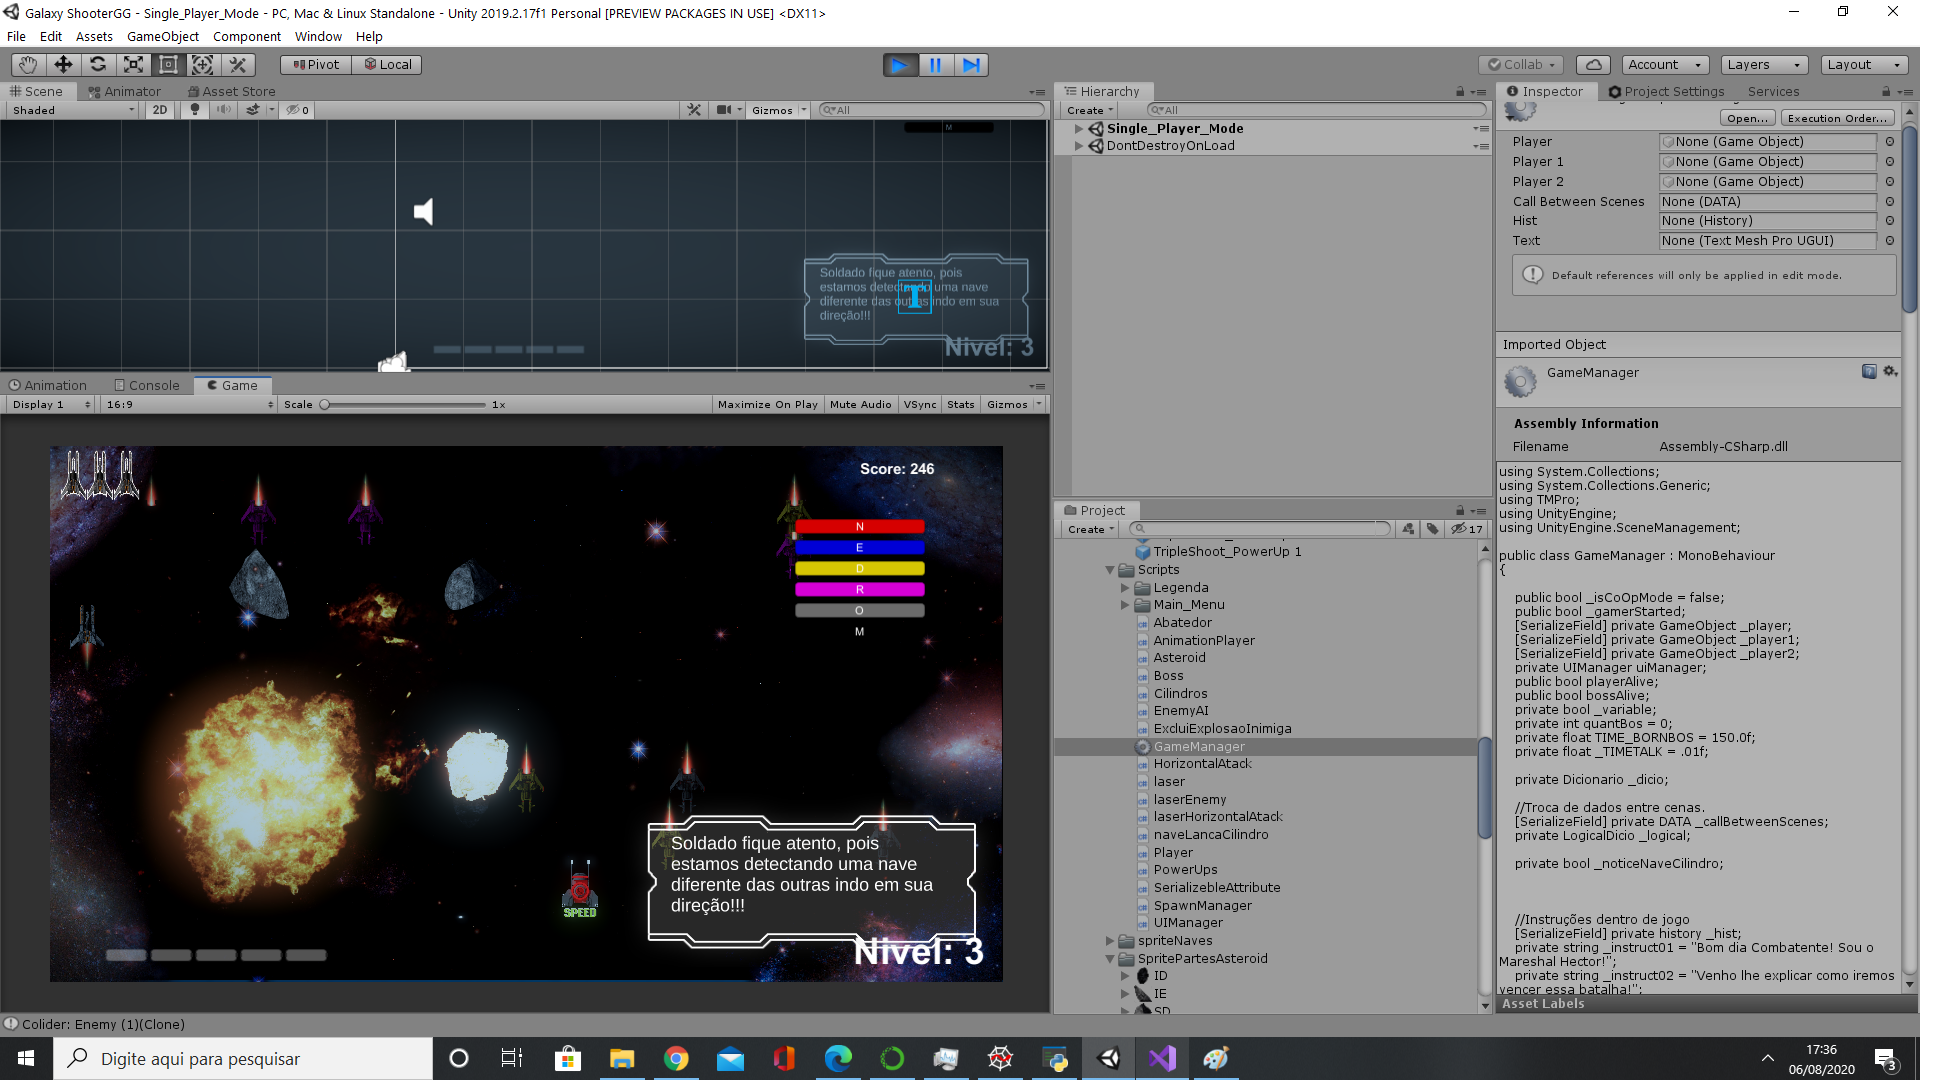 Galaxy ShooterGG - Single_Player_Mode - PC, Mac & Linux Standalone - Unity 2019.2.17f1 Personal [PREVIEW PACKAGES IN USE] <DX11>
File Edit Assets GameObject Component Window Help
Pivot Local Collab Account Layers Layout
Scene Animator Asset Store
Shaded 2D 0 Gizmos All
M
Soldado fique atento, pois
estamos detectando uma nave
diferente das outras indo em sua
direção!!!
Nivel: 3
Animation Console Game
Display 1 16:9 Scale 1x Maximize On Play Mute Audio VSync Stats Gizmos
Score: 246
N
E
D
R
O
M
SPEED
Soldado fique atento, pois
estamos detectando uma nave
diferente das outras indo em sua
direção!!!
Nivel: 3
Collider: Enemy (1)(Clone)
Hierarchy
Create All
Single_Player_Mode
DontDestroyOnLoad
Project
Create 17
TripleShoot_PowerUp 1
Scripts
Legenda
Main_Menu
Abatedor
AnimationPlayer
Asteroid
Boss
Cilindros
EnemyAI
ExcluiExplosaoInimiga
GameManager
HorizontalAtack
laser
laserEnemy
laserHorizontalAtack
naveLancaCilindro
Player
PowerUps
SerializebleAttribute
SpawnManager
UIManager
spriteNaves
SpritePartesAsteroid
ID
IE
SD
Inspector Project Settings Services
Open... Execution Order...
Player None (Game Object)
Player 1 None (Game Object)
Player 2 None (Game Object)
Call Between Scenes None (DATA)
Hist None (History)
Text None (Text Mesh Pro UGUI)
Default references will only be applied in edit mode.
Imported Object
GameManager
Assembly Information
Filename Assembly-CSharp.dll
using System.Collections;
using System.Collections.Generic;
using TMPro;
using UnityEngine;
using UnityEngine.SceneManagement;
public class GameManager : MonoBehaviour
{
public bool _isCoOpMode = false;
public bool _gamerStarted;
[SerializeField] private GameObject _player;
[SerializeField] private GameObject _player1;
[SerializeField] private GameObject _player2;
private UIManager uiManager;
public bool playerAlive;
public bool bossAlive;
private bool _variable;
private int quantBos = 0;
private float TIME_BORNBOS = 150.0f;
private float _TIMETALK = .01f;
private Dicionario _dicio;
//Troca de dados entre cenas.
[SerializeField] private DATA _callBetweenScenes;
private LogicalDicio _logical;
private bool _noticeNaveCilindro;
//Instruções dentro de jogo
[SerializeField] private history _hist;
private string _instruct01 = "Bom dia Combatente! Sou o
Mareshal Hector!";
private string _instruct02 = "Venho lhe explicar como iremos
vencer essa batalha!";
Asset Labels
Digite aqui para pesquisar
17:36
06/08/2020
3